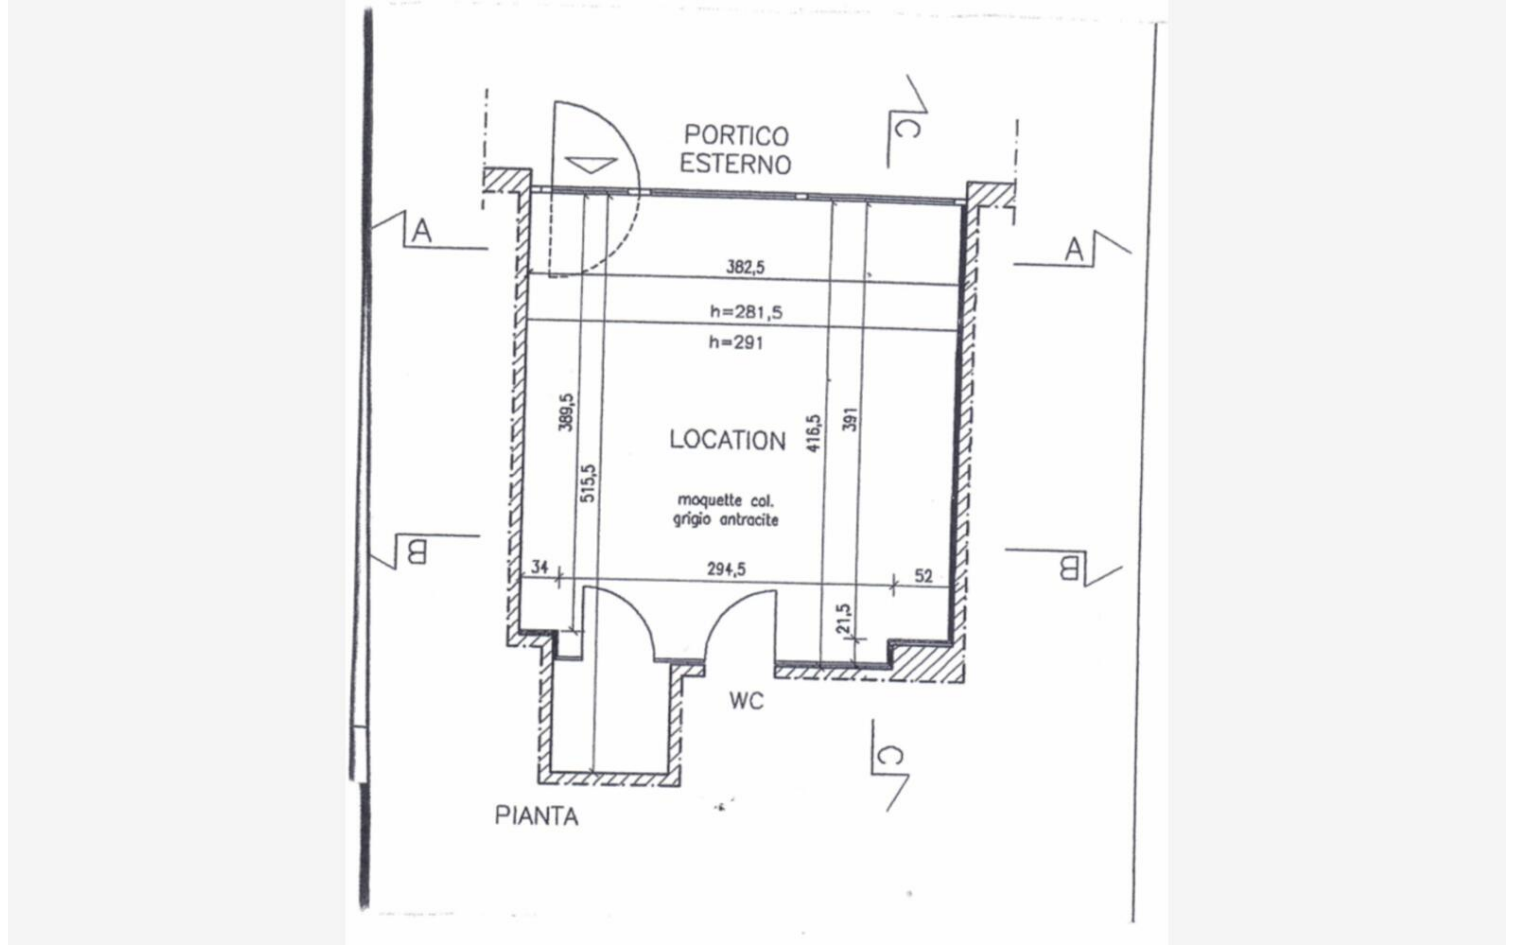 C
PORTICO
ESTERNO
A
A
382,5
h=281,5
h=291
389,5
416,5
391
LOCATION
515,5
moquette col.
grigio antracite
B
B
34
294,5
52
21,5
WC
C
PIANTA